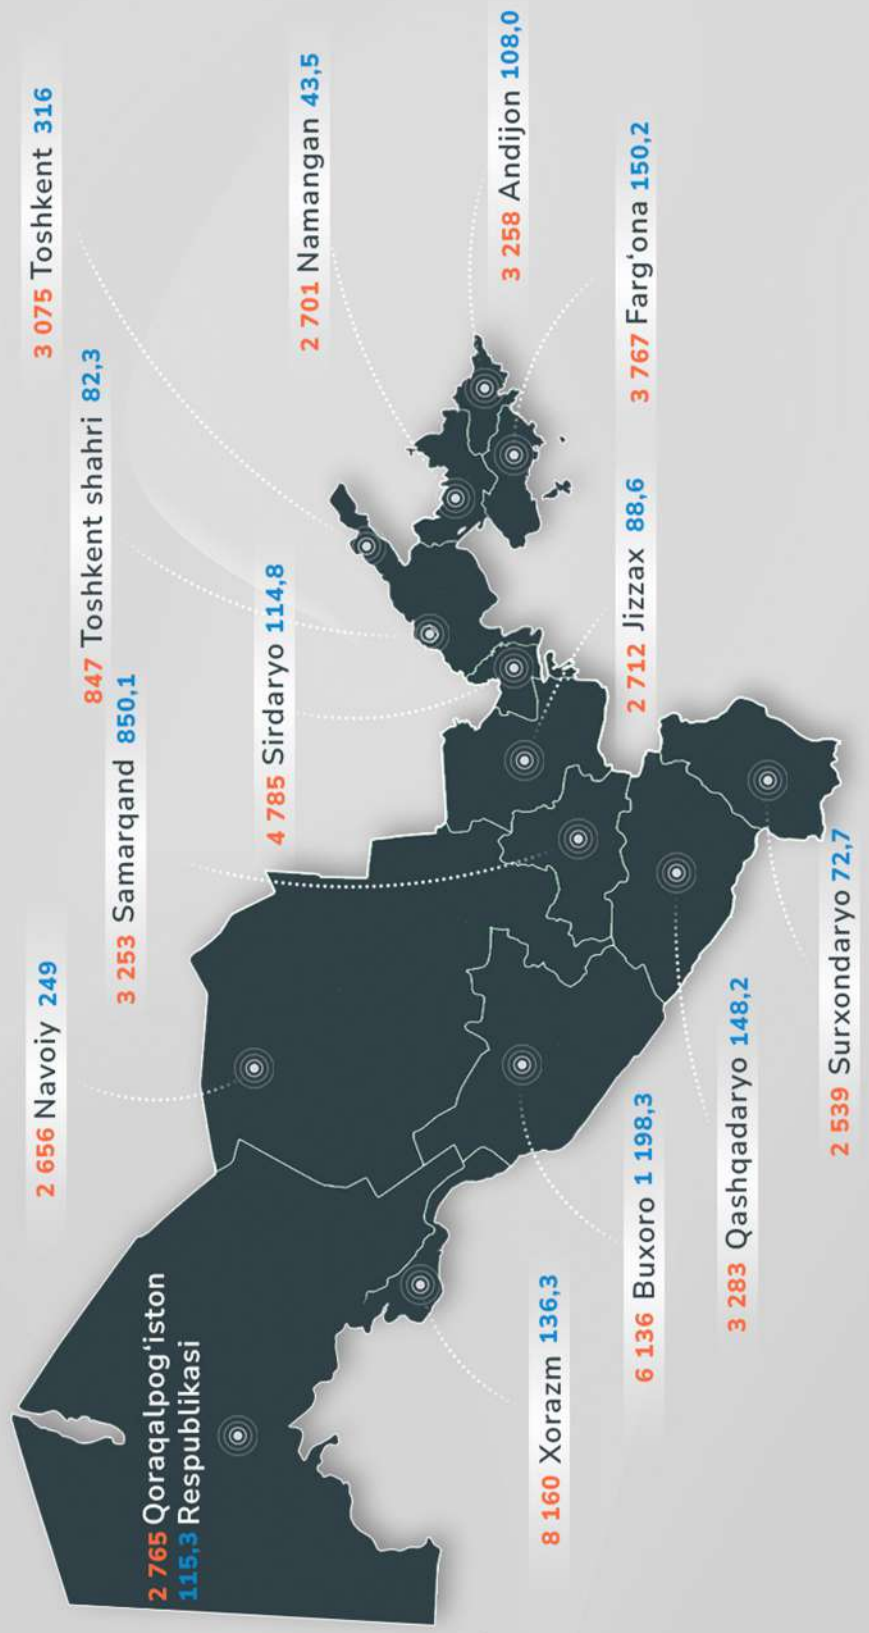 2 656 Navoiy 249
3 075 Toshkent 316
847 Toshkent shahri 82,3
3 253 Samarqand 850,1
2 765 Qoraqalpog‘iston
115,3 Respublikasi
4 785 Sirdaryo 114,8
2 701 Namangan 43,5
3 258 Andijon 108,0
8 160 Xorazm 136,3
6 136 Buxoro 1 198,3
2 712 Jizzax 88,6
3 767 Farg‘ona 150,2
3 283 Qashqadaryo 148,2
2 539 Surxondaryo 72,7